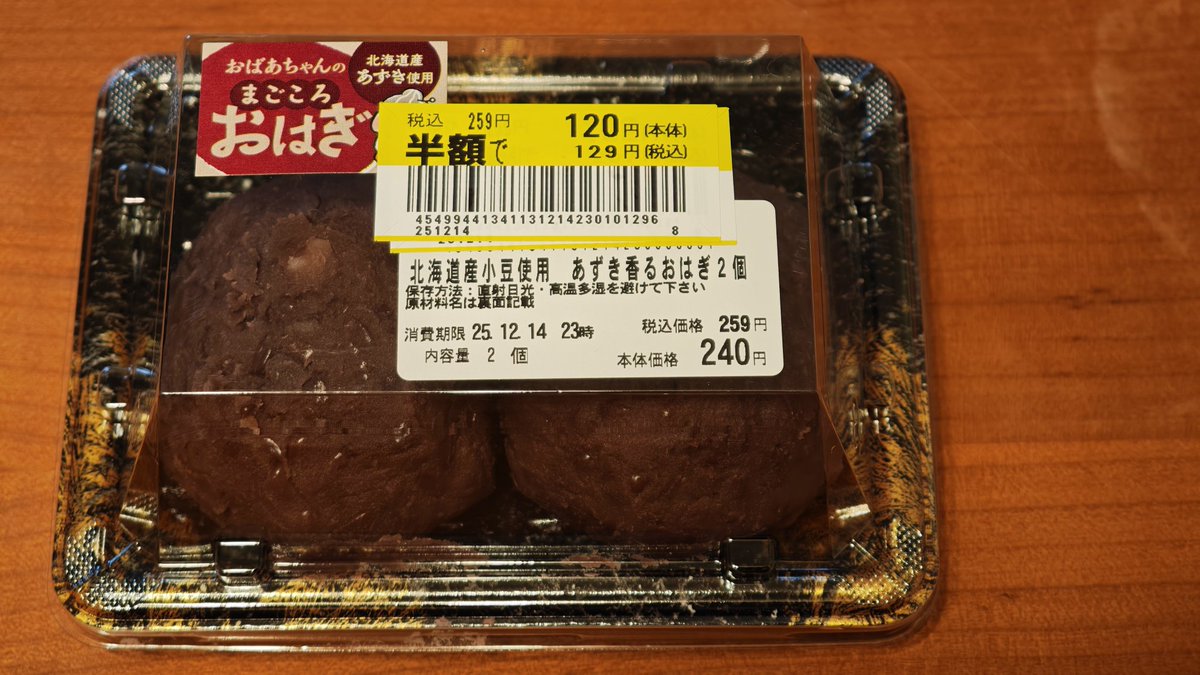 おばあちゃんの
まごころ
おはぎ
北海道産
あずき使用
税込 259円
半額で
120円(本体)
129円(税込)
4549944134113121423010​1296
251214 8
北海道産小豆使用 あずき香るおはぎ2個
保存方法：直射日光・高温多湿を避けて下さい
原材料名は裏面記載
消費期限 25.12.14 23時
税込価格 259円
内容量 2 個
本体価格 240円